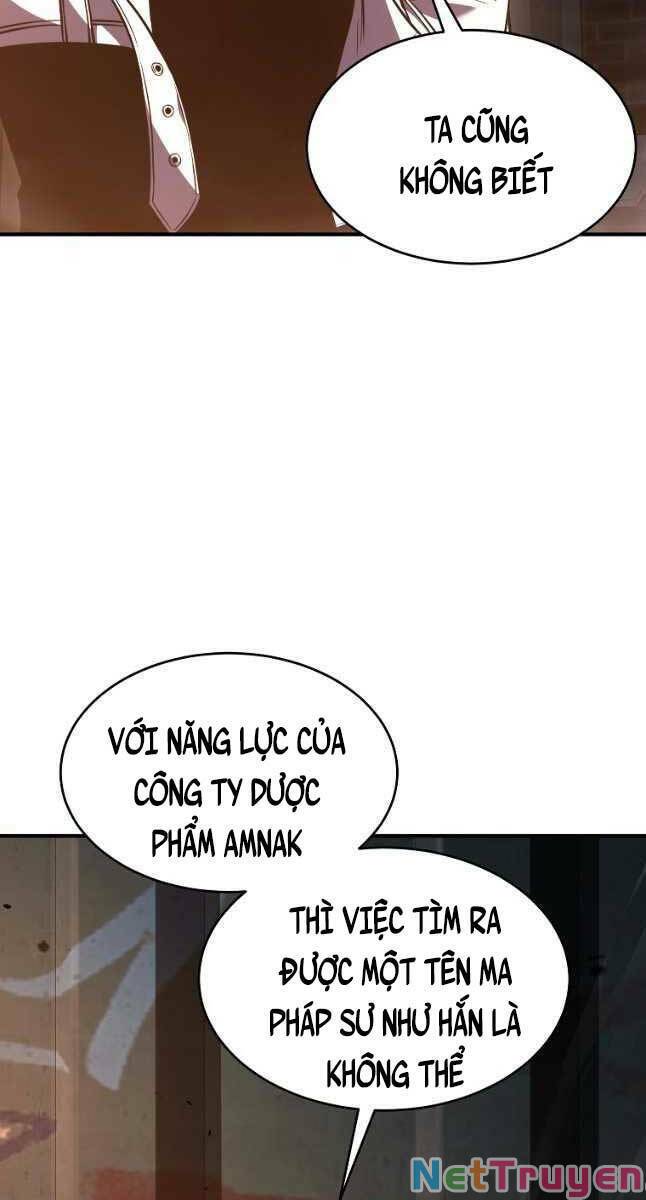 TA CŨNG
KHÔNG BIẾT
VỚI NĂNG LỰC CỦA
CÔNG TY DƯỢC
PHẨM AMNAK
THÌ VIỆC TÌM RA
ĐƯỢC MỘT TÊN MA
PHÁP SƯ NHƯ HẮN LÀ
KHÔNG THỂ
NetTruyen